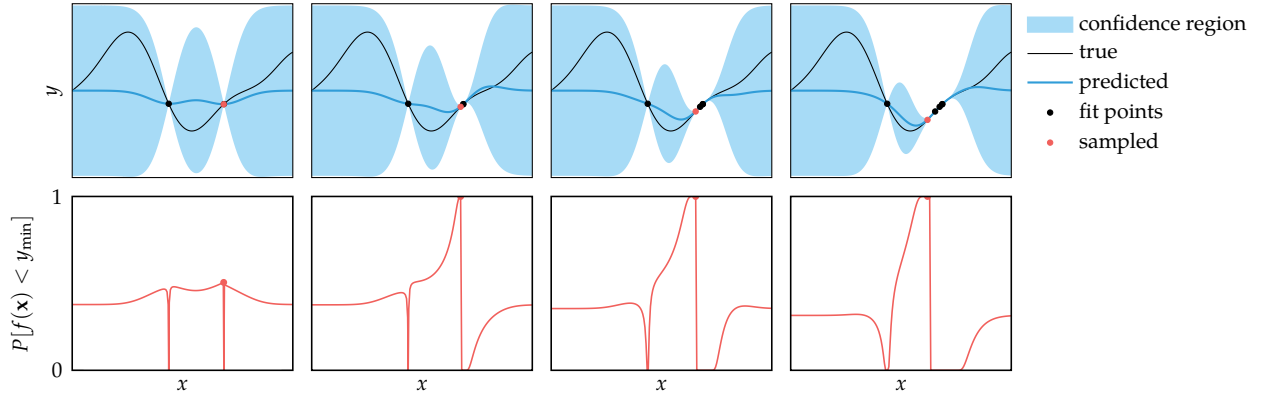 y
confidence region
true
predicted
fit points
sampled
P[f(x) < y_min]
1
0
x
x
x
x